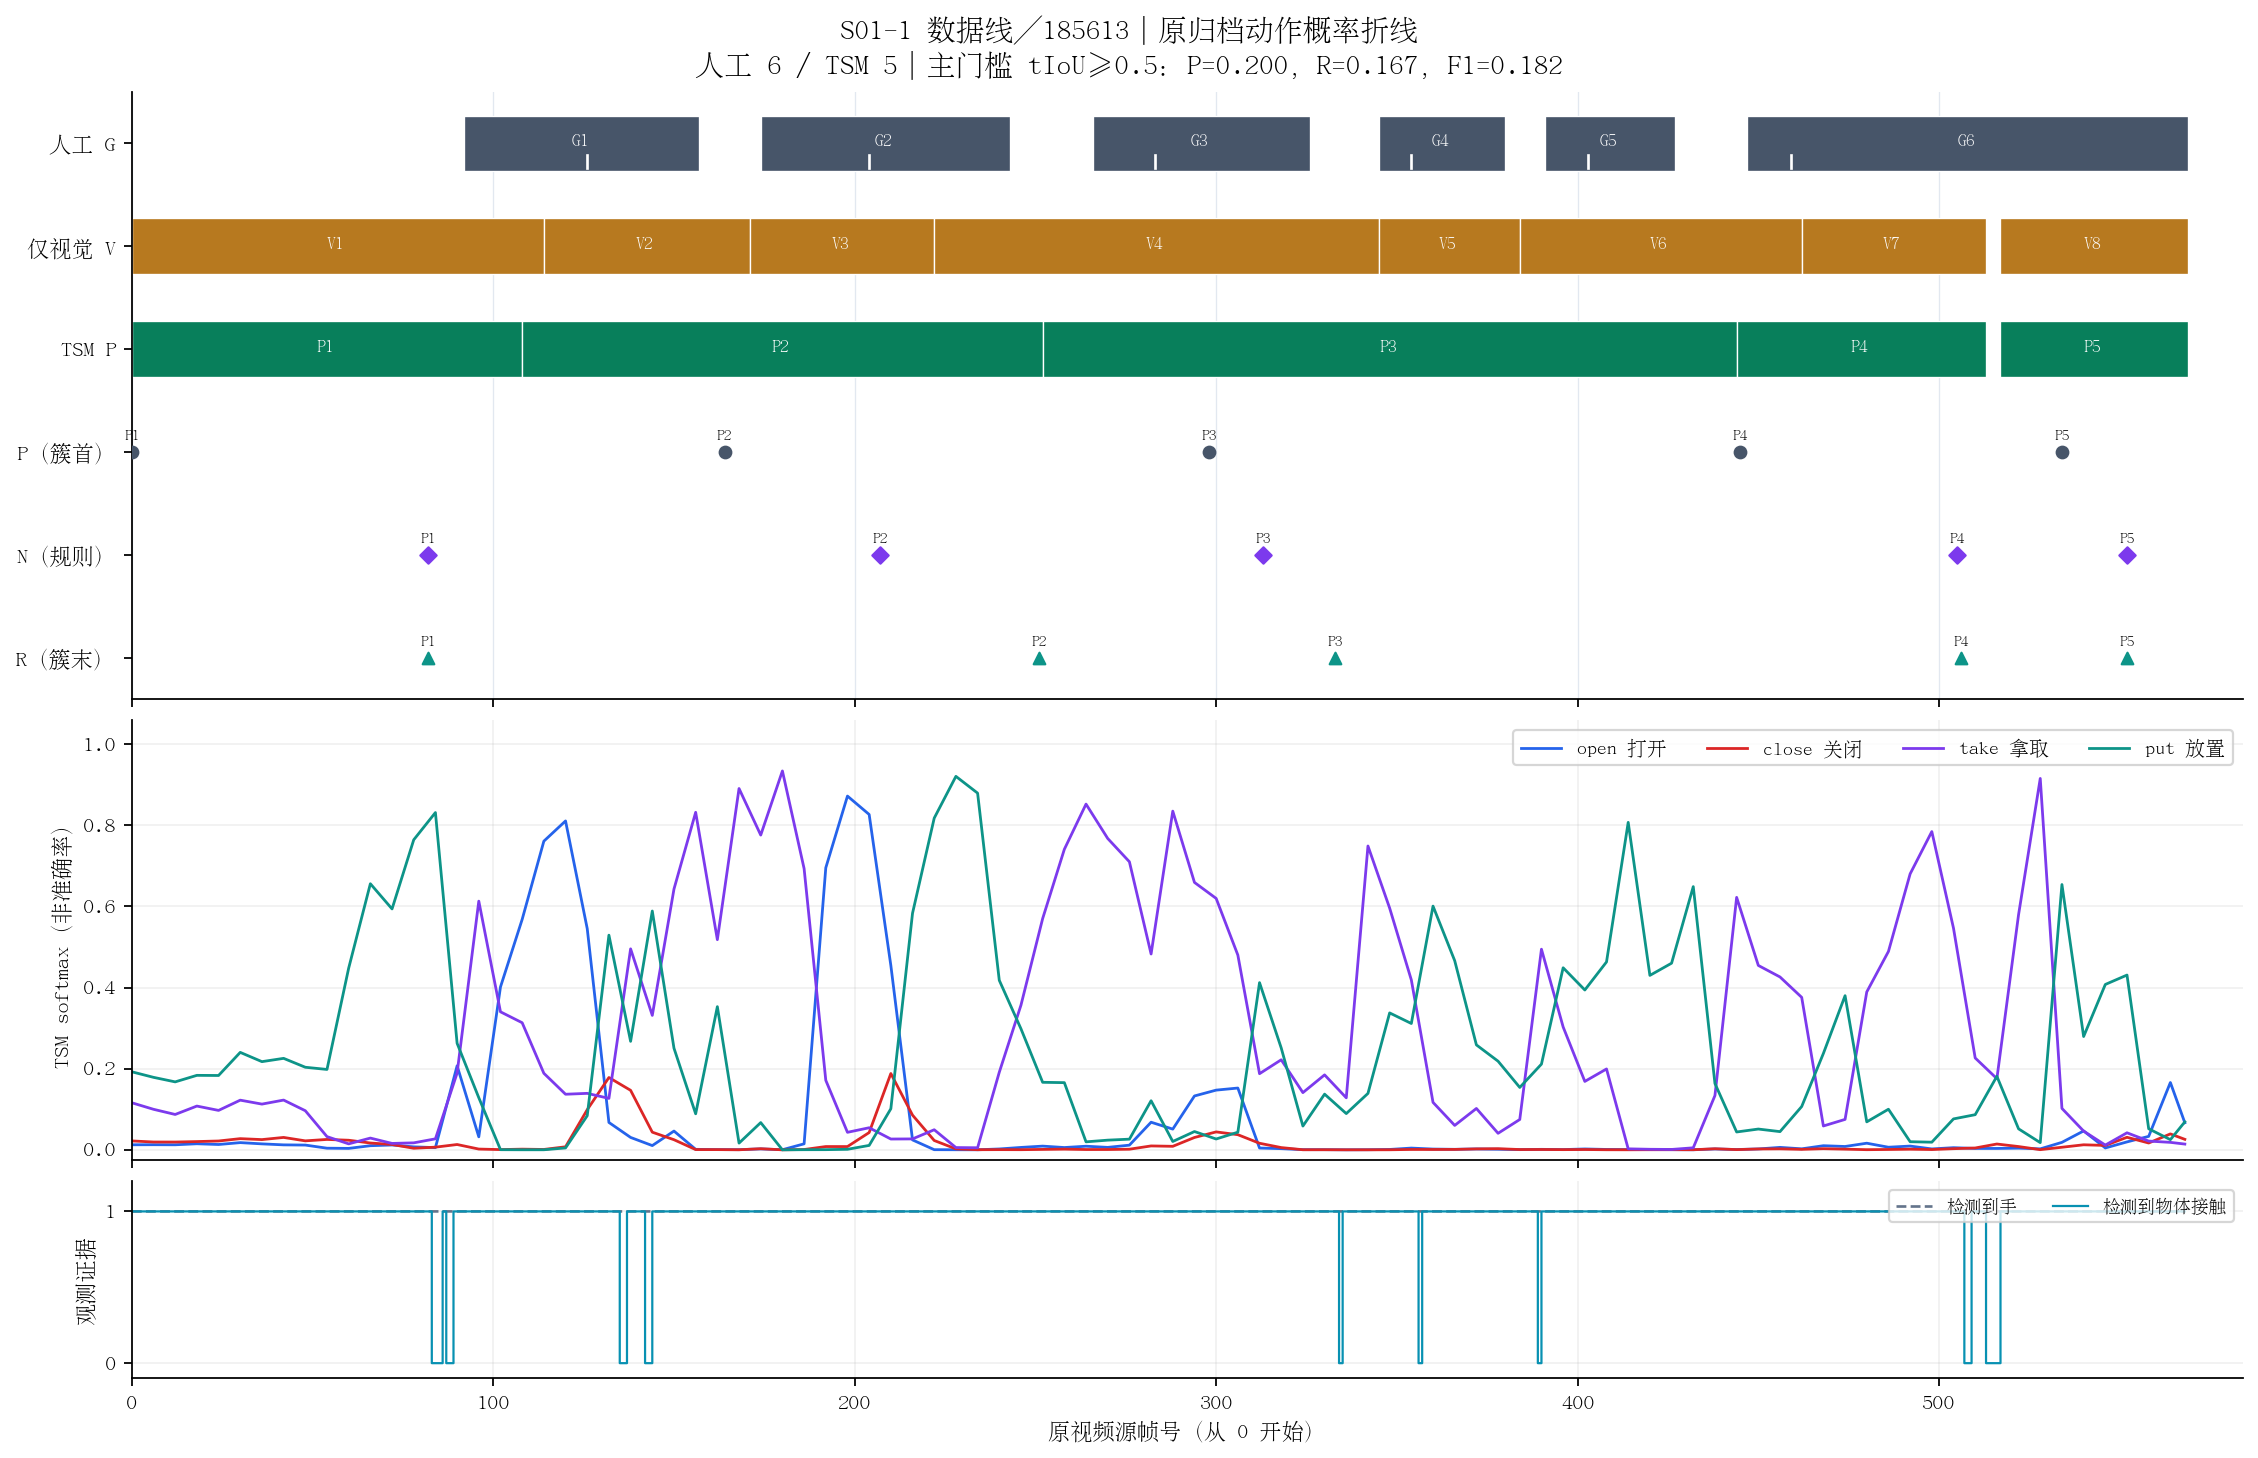 S01-1 数据线／185613｜原归档动作概率折线
人工 6 / TSM 5｜主门槛 tIoU≥0.5: P=0.200, R=0.167, F1=0.182
人工 G
G1 G2 G3 G4 G5 G6
仅视觉 V
V1 V2 V3 V4 V5 V6 V7 V8
TSM P
P1 P2 P3 P4 P5
P（簇首）
P1 P2 P3 P4 P5
N（规则）
P1 P2 P3 P4 P5
R（簇末）
P1 P2 P3 P4 P5
TSM softmax（非准确率）
1.0
0.8
0.6
0.4
0.2
0.0
open 打开 close 关闭 take 拿取 put 放置
观测证据
1
0
检测到手 检测到物体接触
0 100 200 300 400 500
原视频源帧号（从 0 开始）